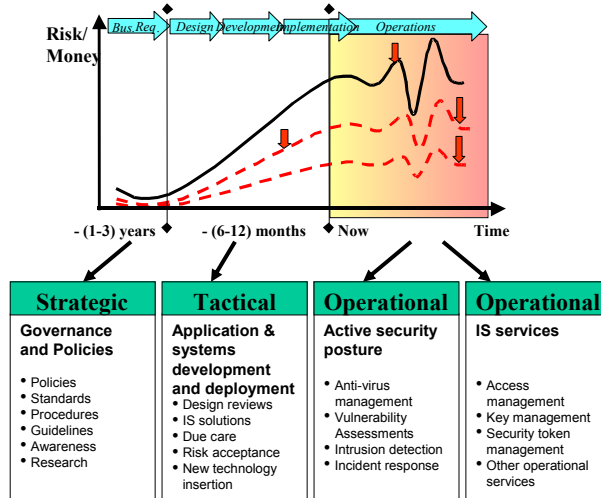 Bus.Req.
Design
Development
Implementation
Operations
Risk/
Money
- (1-3) years
- (6-12) months
Now
Time
Strategic
Governance
and Policies
• Policies
• Standards
• Procedures
• Guidelines
• Awareness
• Research
Tactical
Application &
systems
development
and deployment
• Design reviews
• IS solutions
• Due care
• Risk acceptance
• New technology
insertion
Operational
Active security
posture
• Anti-virus
management
• Vulnerability
Assessments
• Intrusion detection
• Incident response
Operational
IS services
• Access
management
• Key management
• Security token
management
• Other operational
services